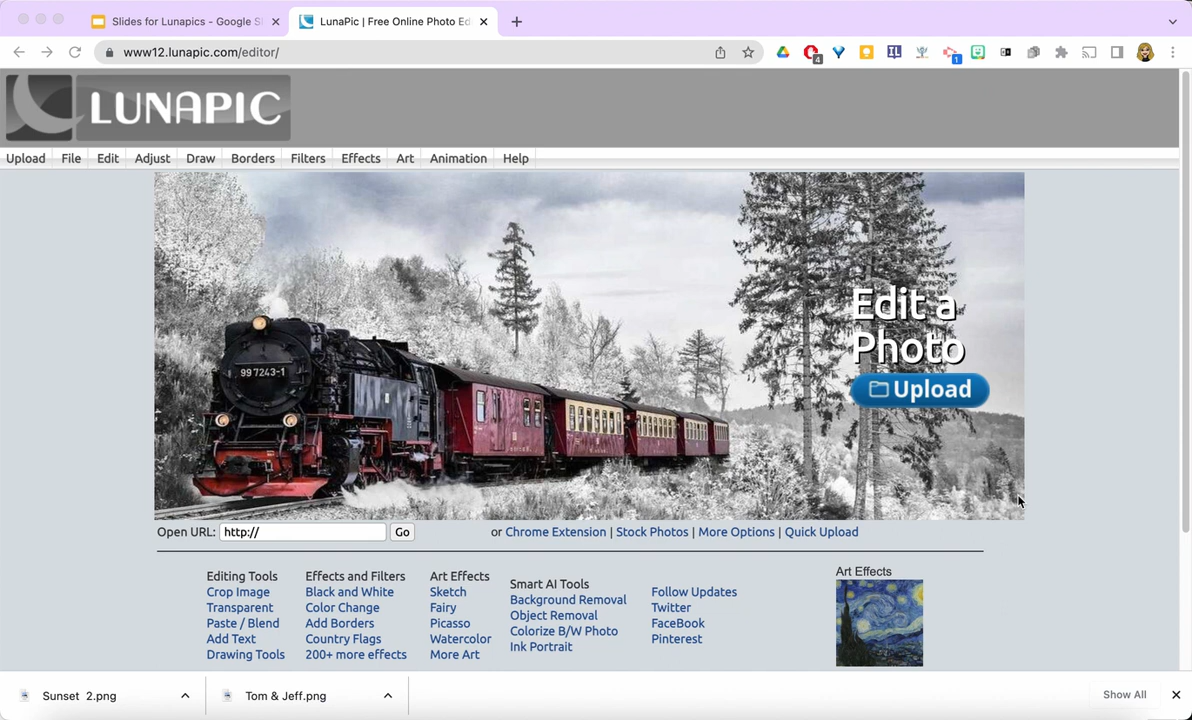 Slides for Lunapics - Google S
LunaPic | Free Online Photo Ed
www12.lunapic.com/editor/
4
IL
1
LUNAPIC
Upload File Edit Adjust Draw Borders Filters Effects Art Animation Help
99 7243-1
Edit a
Photo
Upload
Open URL: http:// Go or Chrome Extension | Stock Photos | More Options | Quick Upload
Editing Tools
Crop Image
Transparent
Paste / Blend
Add Text
Drawing Tools
Effects and Filters
Black and White
Color Change
Add Borders
Country Flags
200+ more effects
Art Effects
Sketch
Fairy
Picasso
Watercolor
More Art
Smart AI Tools
Background Removal
Object Removal
Colorize B/W Photo
Ink Portrait
Follow Updates
Twitter
FaceBook
Pinterest
Art Effects
Sunset 2.png
Tom & Jeff.png
Show All